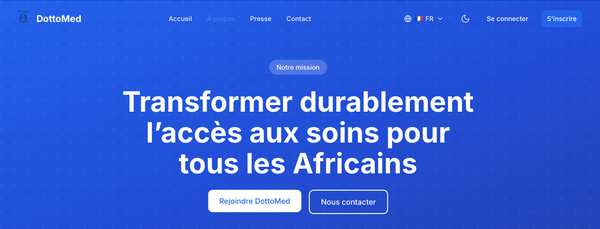 DottoMed
Accueil
À propos
Presse
Contact
FR
Se connecter
S'inscrire
Notre mission
Transformer durablement
l'accès aux soins pour
tous les Africains
Rejoindre DottoMed
Nous contacter